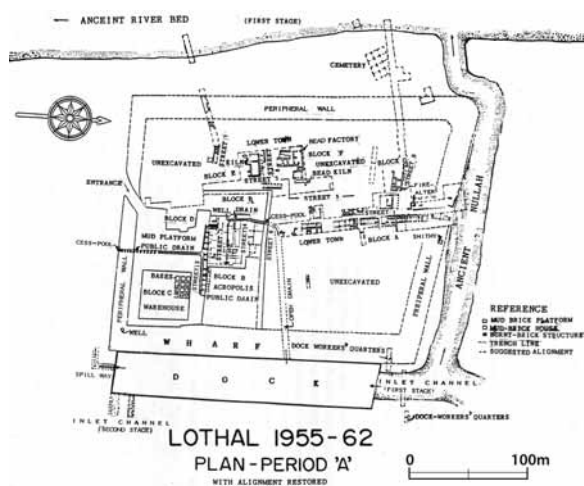 ANCEINT RIVER BED
(FIRST STAGE)
CEMETERY
PERIPHERAL WALL
LOWER TOWN
BEAD FACTORY
UNEXCAVATED
KILN
BLOCK 'F'
UNEXCAVATED
BLOCK E
STREET
BEAD KILN
BLOCK
FIRE-
ALTER
ENTRANCE
STREET
BLOCK B
WELL DRAIN
BLOCK D
CESS-POOL
STREET
MUD PLATFORM
PUBLIC DRAIN
CESS-POOL
LOWER TOWN
BLOCK A
SMITHY
ANCIENT NULLAH
PERIPHERAL WALL
BASES
BLOCK C
WAREHOUSE
STREET
BLOCK B
ACROPOLIS
PUBLIC DRAIN
STREET
OPEN DRAIN
UNEXCAVATED
PERIPHERAL WALL
WELL
WHARF
DOCK WORKERS' QUARTERS
REFERENCE
MUD BRICK PLATFORM
MUD-BRICK HOUSE
BURNT-BRICK STRUCTURE
TRENCH LINE
SUGGESTED ALIGNMENT
SPILL WAY
DOCK
INLET CHANNEL
(FIRST STAGE)
DOCK-WORKERS' QUARTERS
INLET CHANNEL
(SECOND STAGE)
LOTHAL 1955-62
PLAN-PERIOD 'A'
WITH ALIGNMENT RESTORED
0 100m